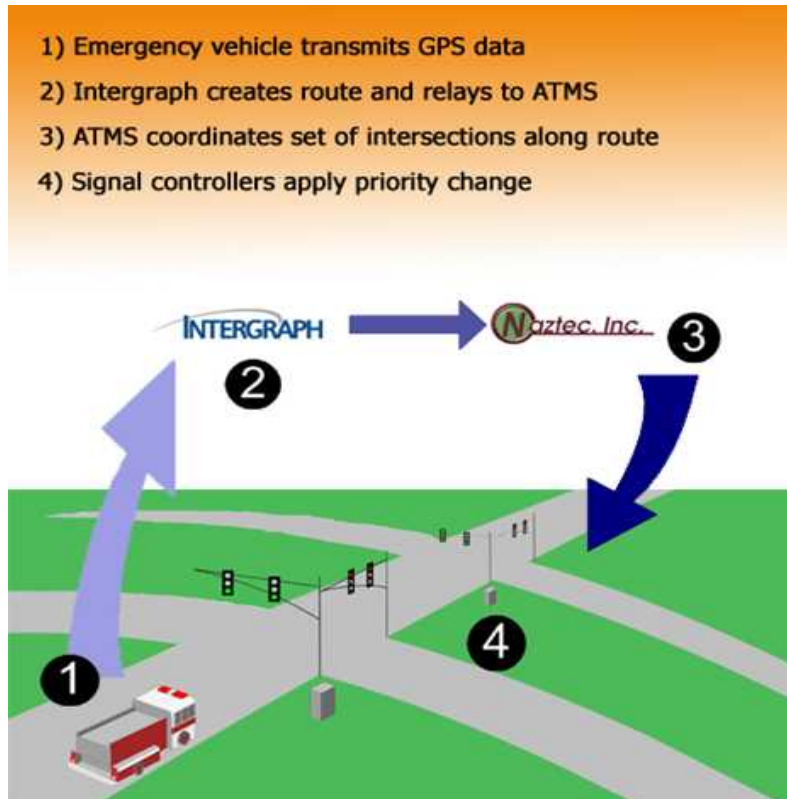 1) Emergency vehicle transmits GPS data
2) Intergraph creates route and relays to ATMS
3) ATMS coordinates set of intersections along route
4) Signal controllers apply priority change
INTERGRAPH
Naztec, Inc.
3
2
4
1